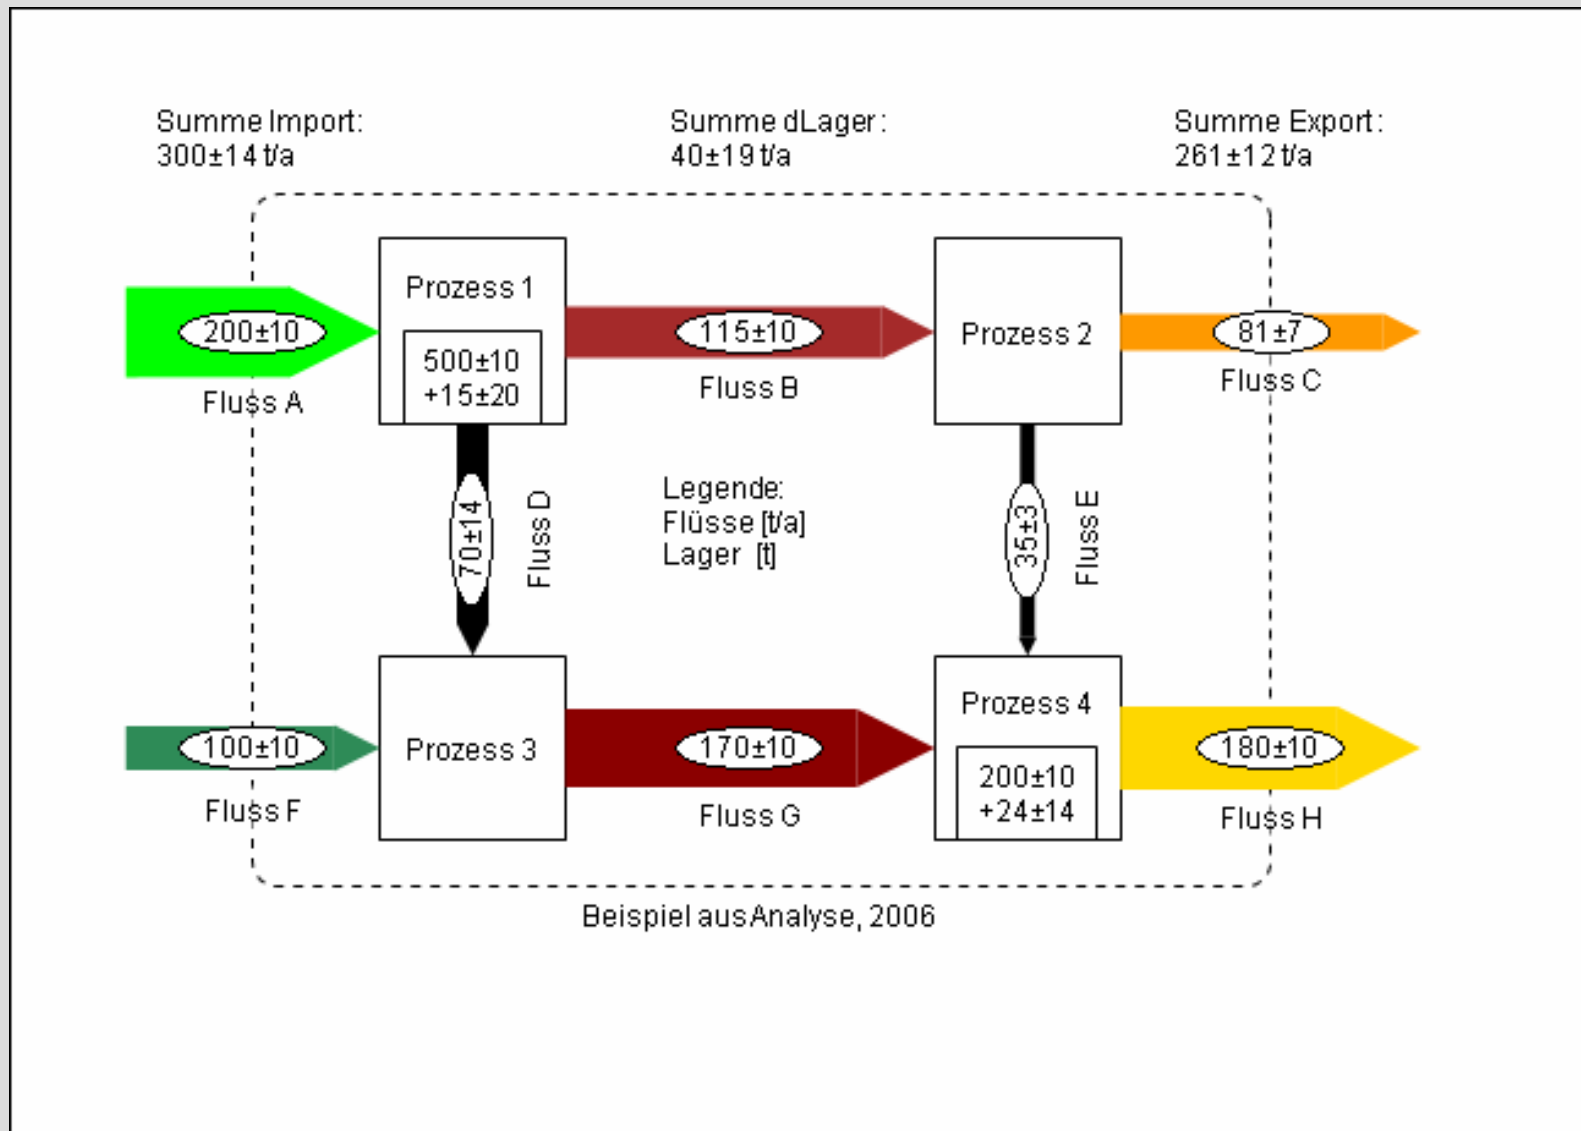 Summe Import:
300±14 t/a
Summe dLager:
40±19 t/a
Summe Export:
261±12 t/a
200±10
Fluss A
Prozess 1
500±10
+15±20
115±10
Fluss B
Prozess 2
81±7
Fluss C
70±14
Fluss D
Legende:
Flüsse [t/a]
Lager [t]
35±3
Fluss E
100±10
Fluss F
Prozess 3
170±10
Fluss G
Prozess 4
200±10
+24±14
180±10
Fluss H
Beispiel aus Analyse, 2006